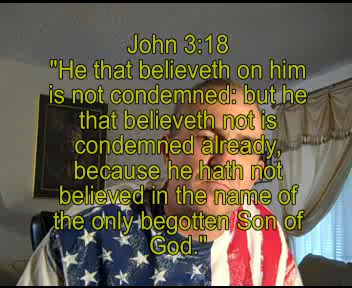 John 3:18
"He that believeth on him
is not condemned: but he
that believeth not is
condemned already,
because he hath not
believed in the name of
the only begotten Son of
God."